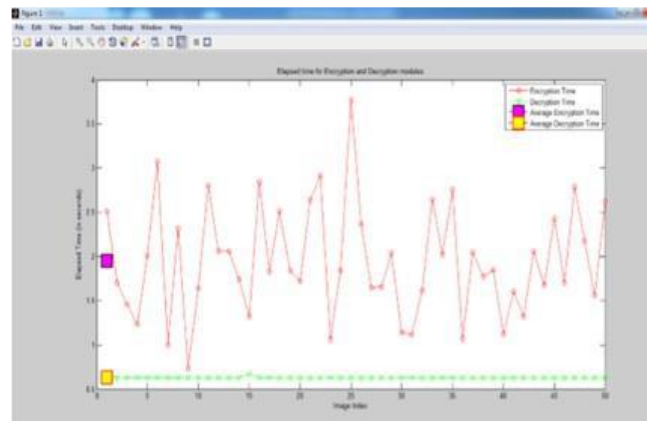 Figure 1
File Edit View Insert Tools Desktop Window Help
Elapsed time for Encryption and Decryption modules
Encryption Time
Decryption Time
Average Encryption Time
Average Decryption Time
Elapsed Time (in seconds)
4
3.5
3
2.5
2
1.5
1
0.5
0 5 10 15 20 25 30 35 40 45 50
Image Index